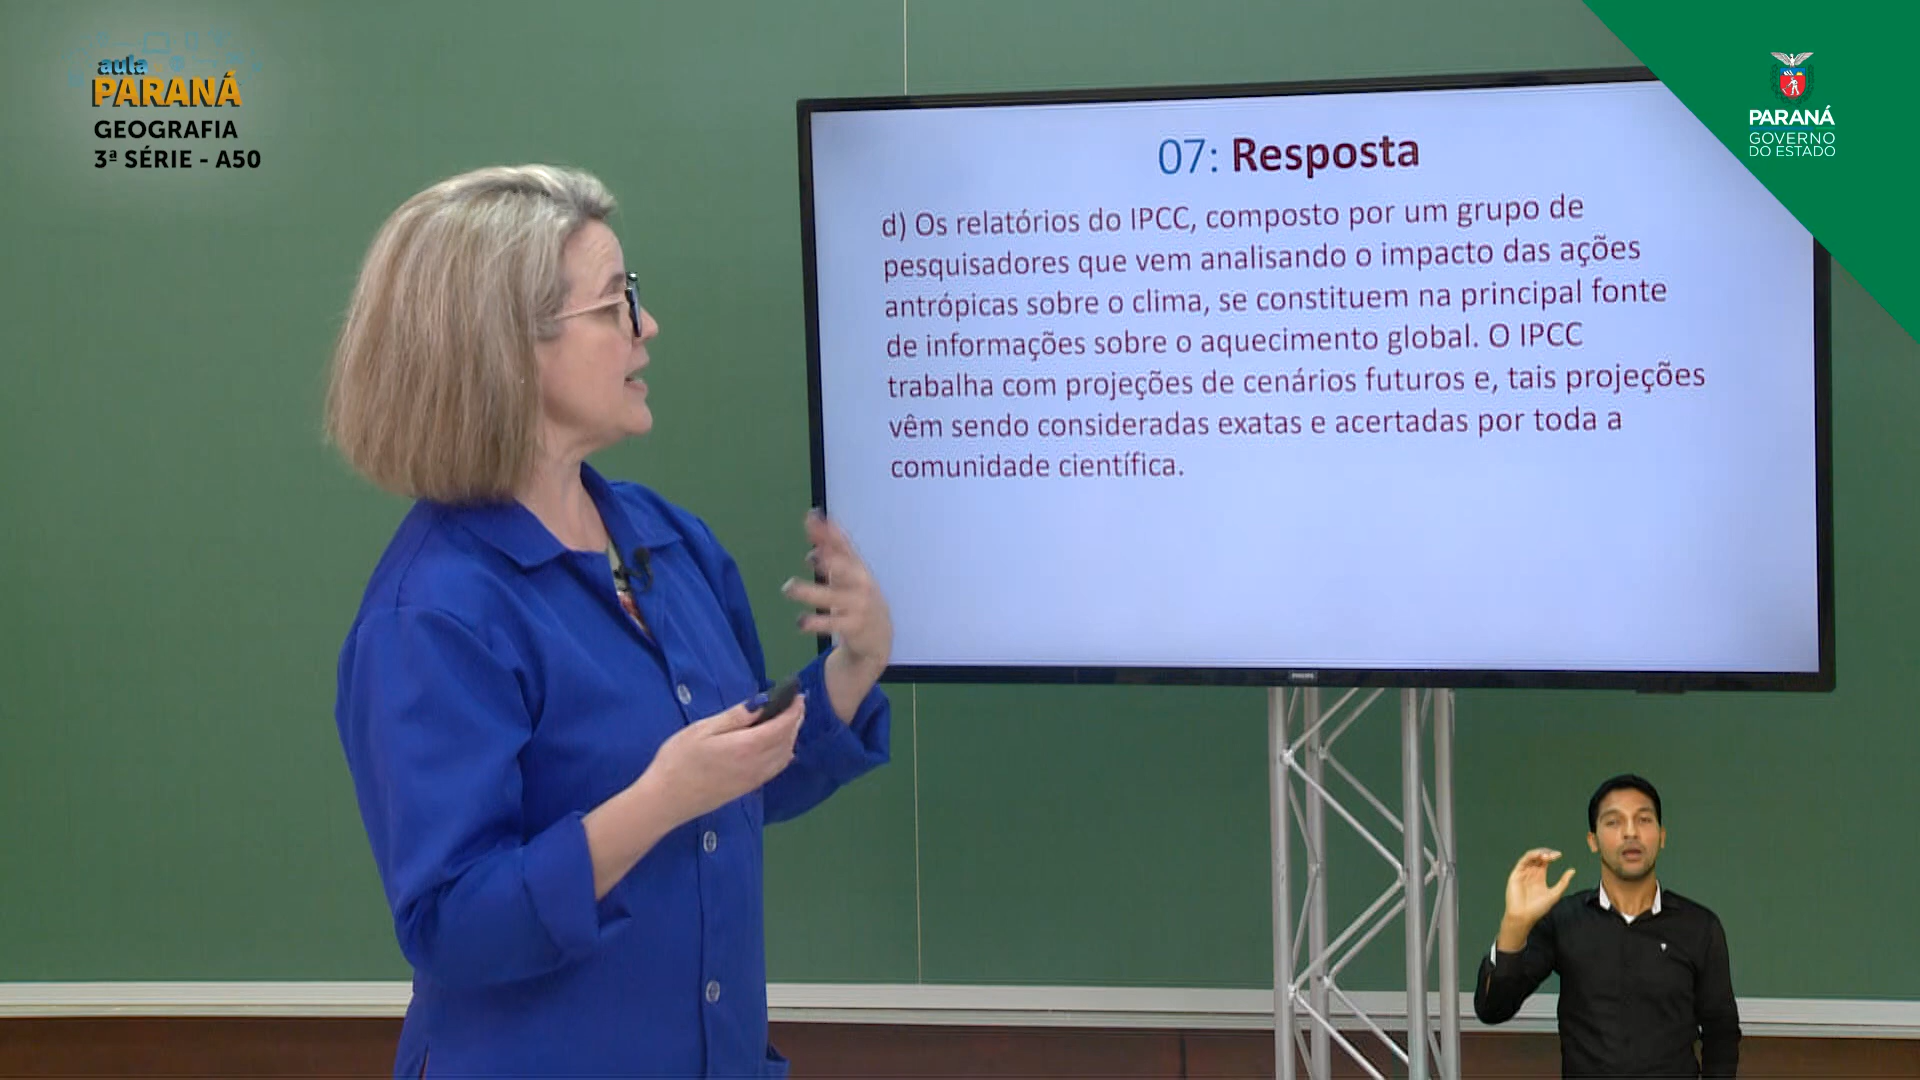 aula
PARANÁ
GEOGRAFIA
3ª SÉRIE - A50
PARANÁ
GOVERNO
DO ESTADO
07: Resposta
d) Os relatórios do IPCC, composto por um grupo de
pesquisadores que vem analisando o impacto das ações
antrópicas sobre o clima, se constituem na principal fonte
de informações sobre o aquecimento global. O IPCC
trabalha com projeções de cenários futuros e, tais projeções
vêm sendo consideradas exatas e acertadas por toda a
comunidade científica.
PHILIPS